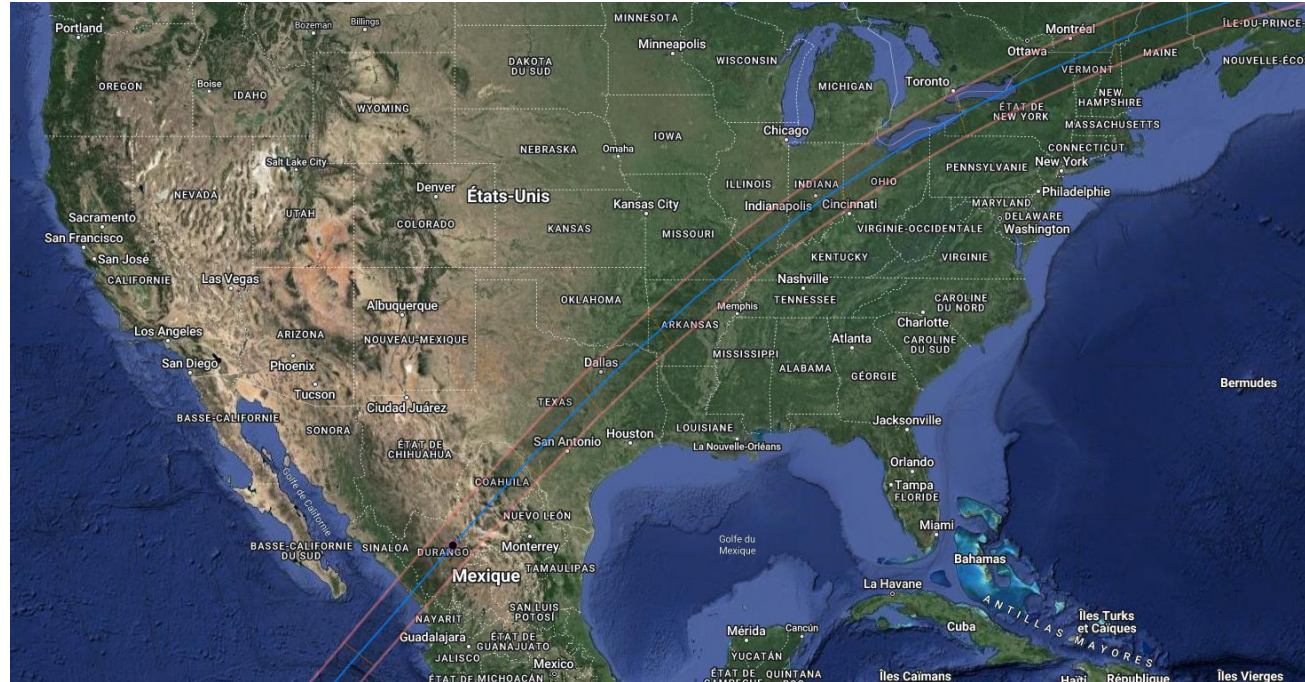 MINNESOTA
ÎLE-DU-PRINCE-
Portland
Bozeman
Billings
Montréal
Minneapolis
Ottawa
MAINE
DAKOTA
DU SUD
WISCONSIN
NOUVELLE-ÉCO
VERMONT
Toronto
OREGON
Boise
IDAHO
MICHIGAN
NEW
HAMPSHIRE
WYOMING
ÉTAT DE
NEW YORK
MASSACHUSETTS
Chicago
IOWA
CONNECTICUT
NEBRASKA
Omaha
Salt Lake City
PENNSYLVANIE
New York
Denver
États-Unis
ILLINOIS
INDIANA
OHIO
Philadelphie
NEVADA
UTAH
Kansas City
Indianapolis
Cincinnati
MARYLAND
DELAWARE
Sacramento
COLORADO
KANSAS
MISSOURI
VIRGINIE-OCCIDENTALE
Washington
San Francisco
San José
KENTUCKY
VIRGINIE
CALIFORNIE
Las Vegas
Nashville
TENNESSEE
OKLAHOMA
Albuquerque
Memphis
CAROLINE
DU NORD
Los Angeles
ARIZONA
NOUVEAU-MEXIQUE
ARKANSAS
Charlotte
Atlanta
CAROLINE
DU SUD
San Diego
Phoenix
Dallas
MISSISSIPPI
ALABAMA
GÉORGIE
Tucson
Bermudes
Ciudad Juárez
TEXAS
BASSE-CALIFORNIE
SONORA
Jacksonville
LOUISIANE
Houston
San Antonio
La Nouvelle-Orléans
ÉTAT DE
CHIHUAHUA
Golfe de Californie
Orlando
COAHUILA
Tampa
FLORIDE
NUEVO LEÓN
Miami
BASSE-CALIFORNIE
DU SUD
SINALOA
DURANGO
Monterrey
Golfe du
Mexique
Bahamas
Mexique
TAMAULIPAS
La Havane
SAN LUIS
POTOSÍ
ANTILLAS MAYORES
NAYARIT
Îles Turks
et Caïques
Guadalajara
ÉTAT DE
GUANAJUATO
Mérida
Cancún
Cuba
JALISCO
Mexico
YUCATÁN
ÉTAT DE MICHOACÁN
ÉTAT DE
QUINTANA
Îles Caïmans
Haïti
République
Îles Vierges